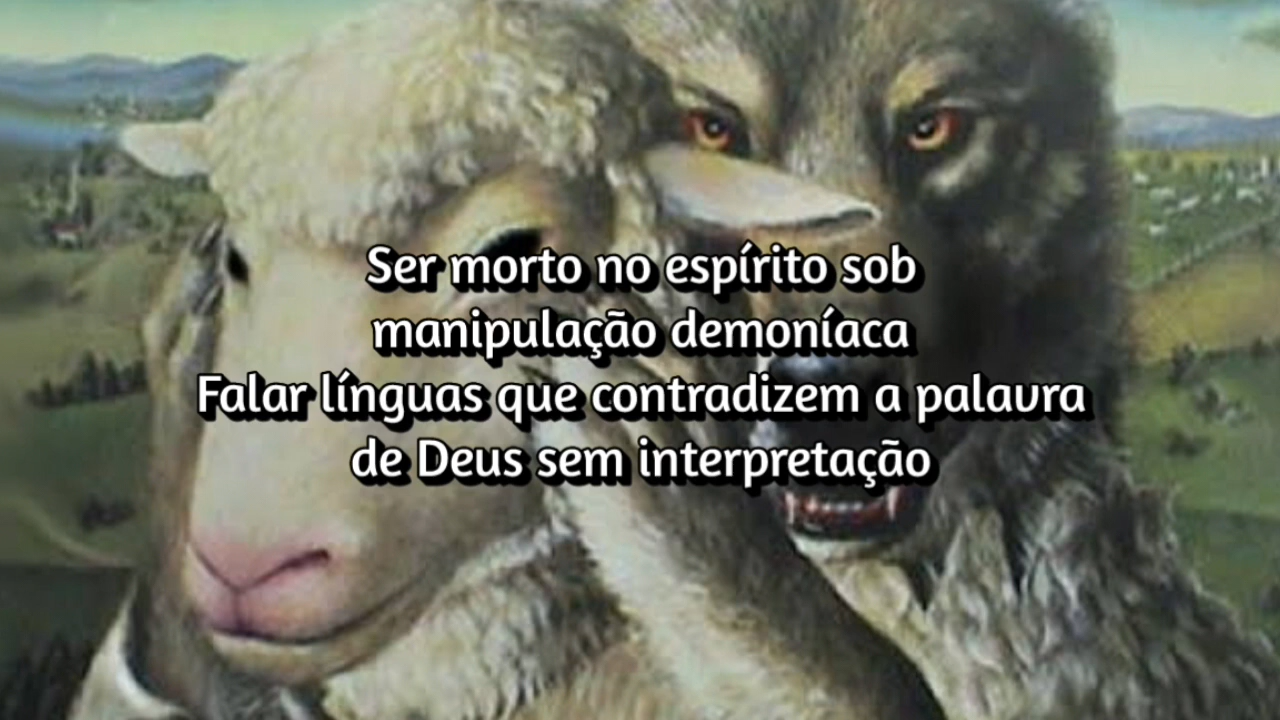 Ser morto no espírito sob
manipulação demoníaca
Falar línguas que contradizem a palavra
de Deus sem interpretação